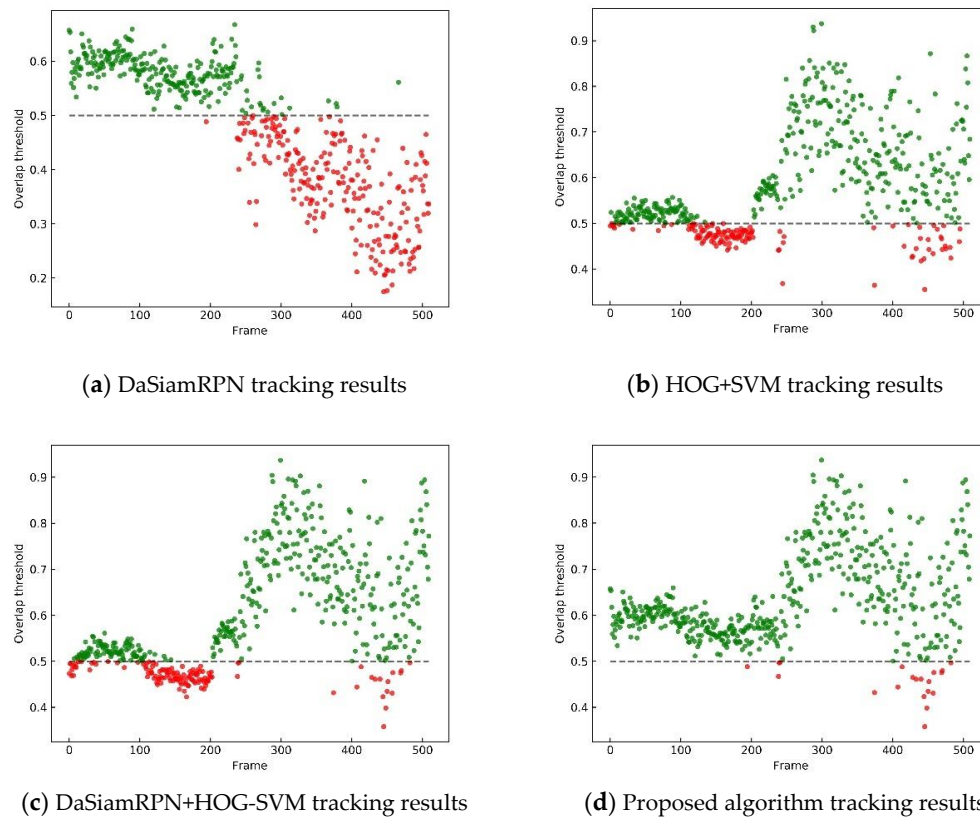 0.6
0.5
0.4
0.3
0.2
Overlap threshold
0 100 200 300 400 500
Frame
(a) DaSiamRPN tracking results
0.9
0.8
0.7
0.6
0.5
0.4
Overlap threshold
0 100 200 300 400 500
Frame
(b) HOG+SVM tracking results
0.9
0.8
0.7
0.6
0.5
0.4
Overlap threshold
0 100 200 300 400 500
Frame
(c) DaSiamRPN+HOG-SVM tracking results
0.9
0.8
0.7
0.6
0.5
0.4
Overlap threshold
0 100 200 300 400 500
Frame
(d) Proposed algorithm tracking results